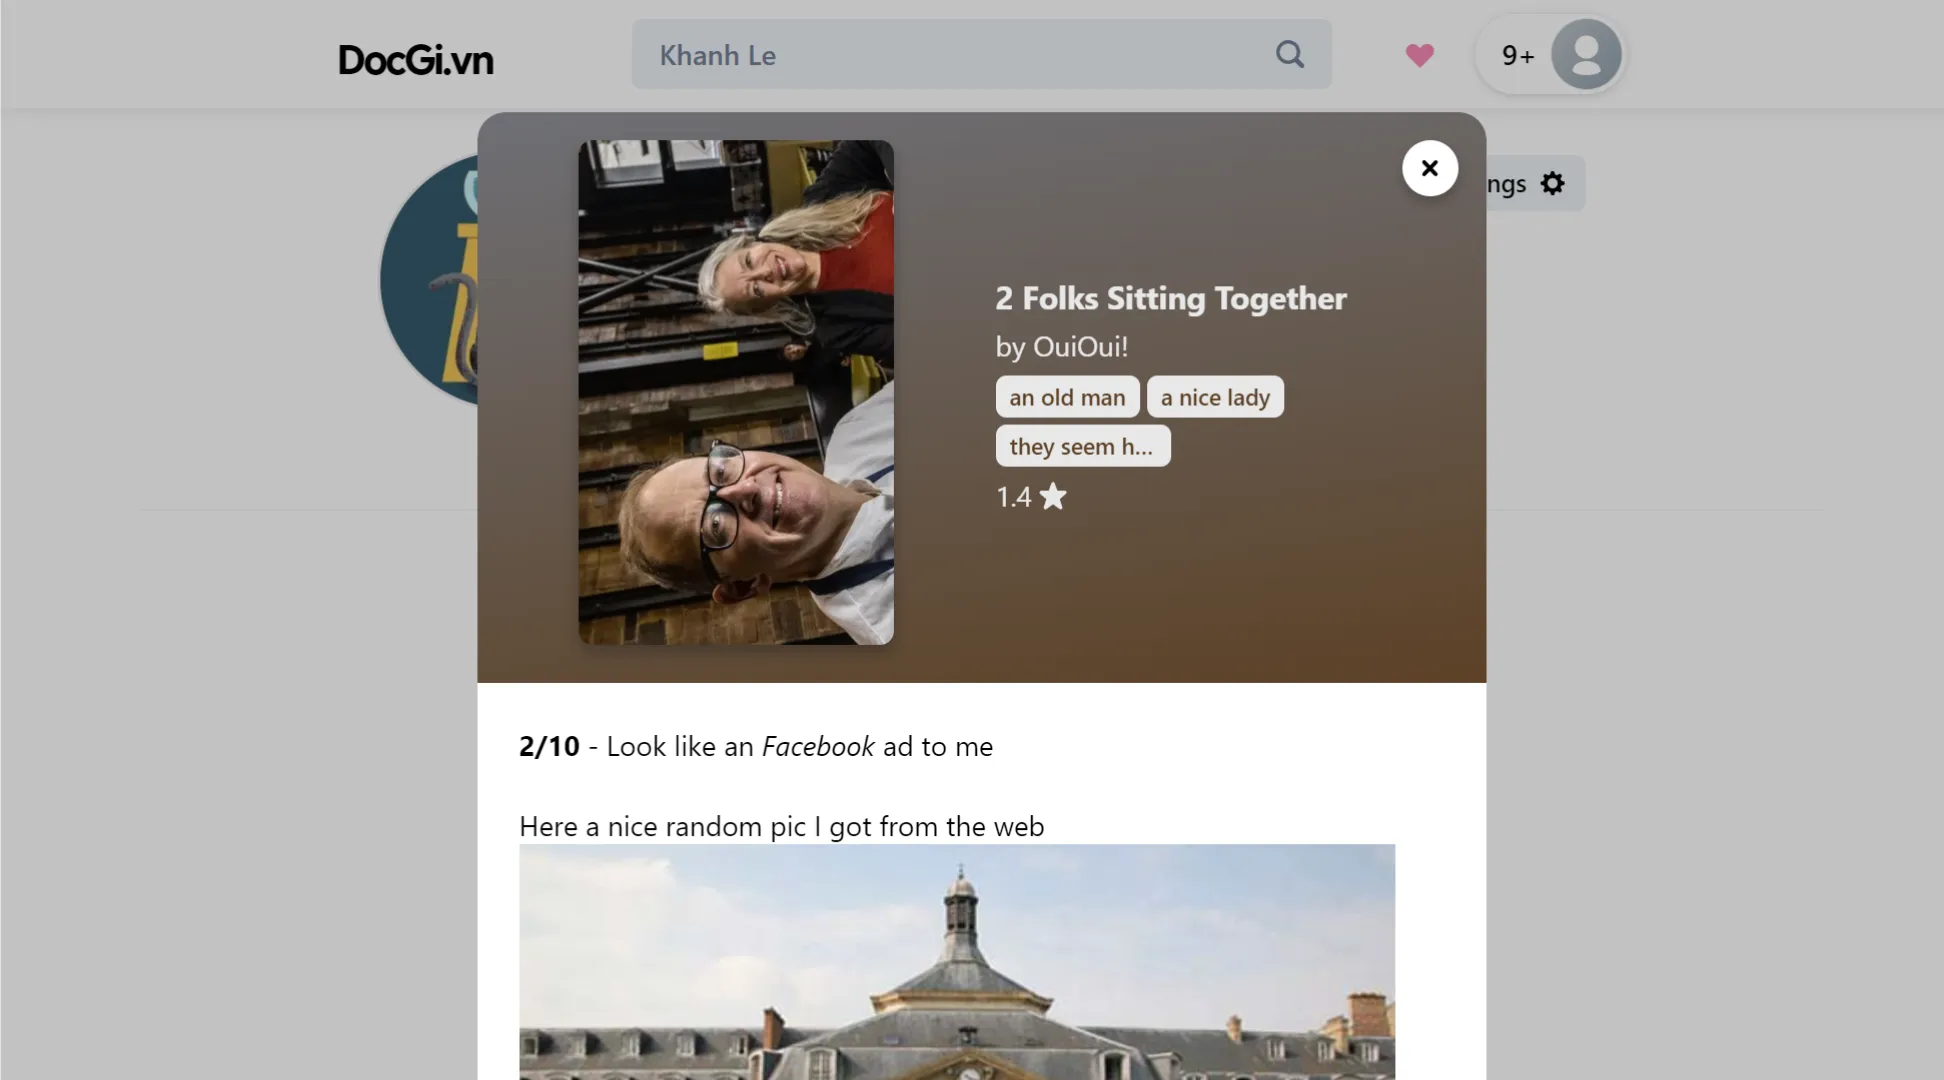 DocGi.vn
Khanh Le
9+
ngs
2 Folks Sitting Together
by OuiOui!
an old man
a nice lady
they seem h...
1.4
2/10 - Look like an Facebook ad to me
Here a nice random pic I got from the web